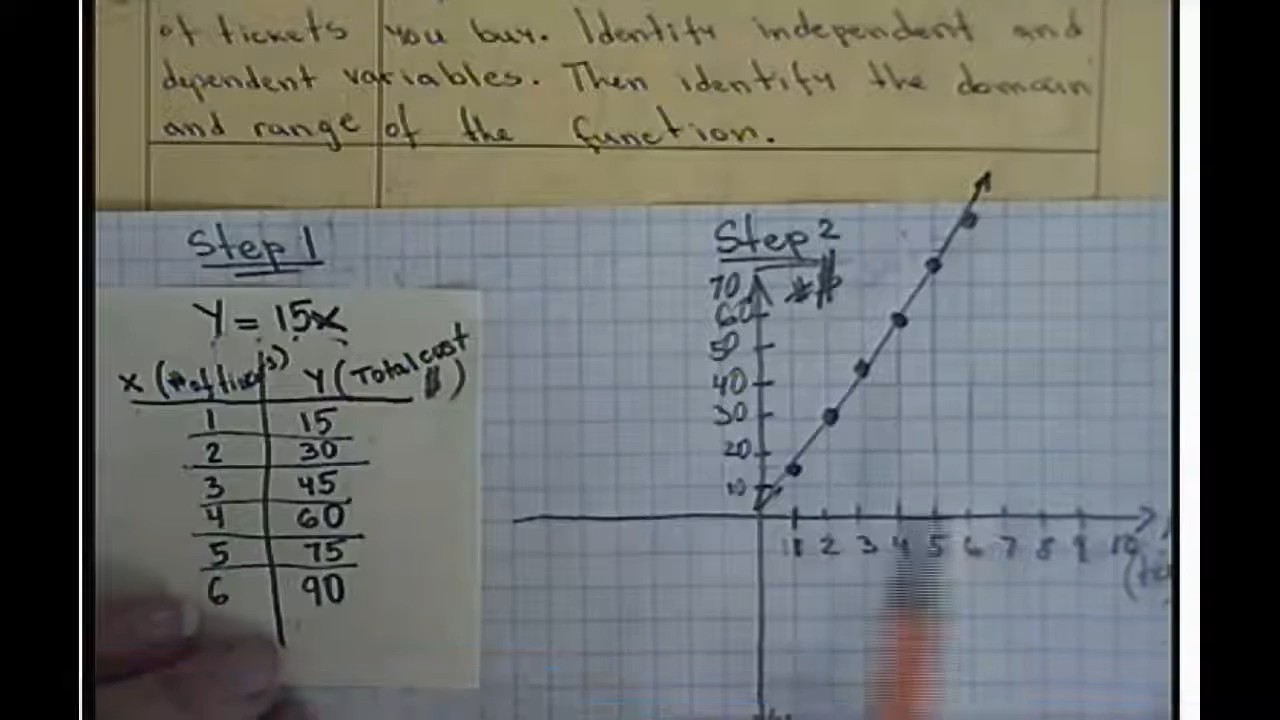 of tickets you buy. Identify independent and
dependent variables. Then identify the domain
and range of the function.
Step 1
Y = 15x
X (# of tickets) Y (Total cost
$)
1 15
2 30
3 45
4 60
5 75
6 90
Step 2
70
60
50
40
30
20
10
1 2 3 4 5 6 7 8 9 10